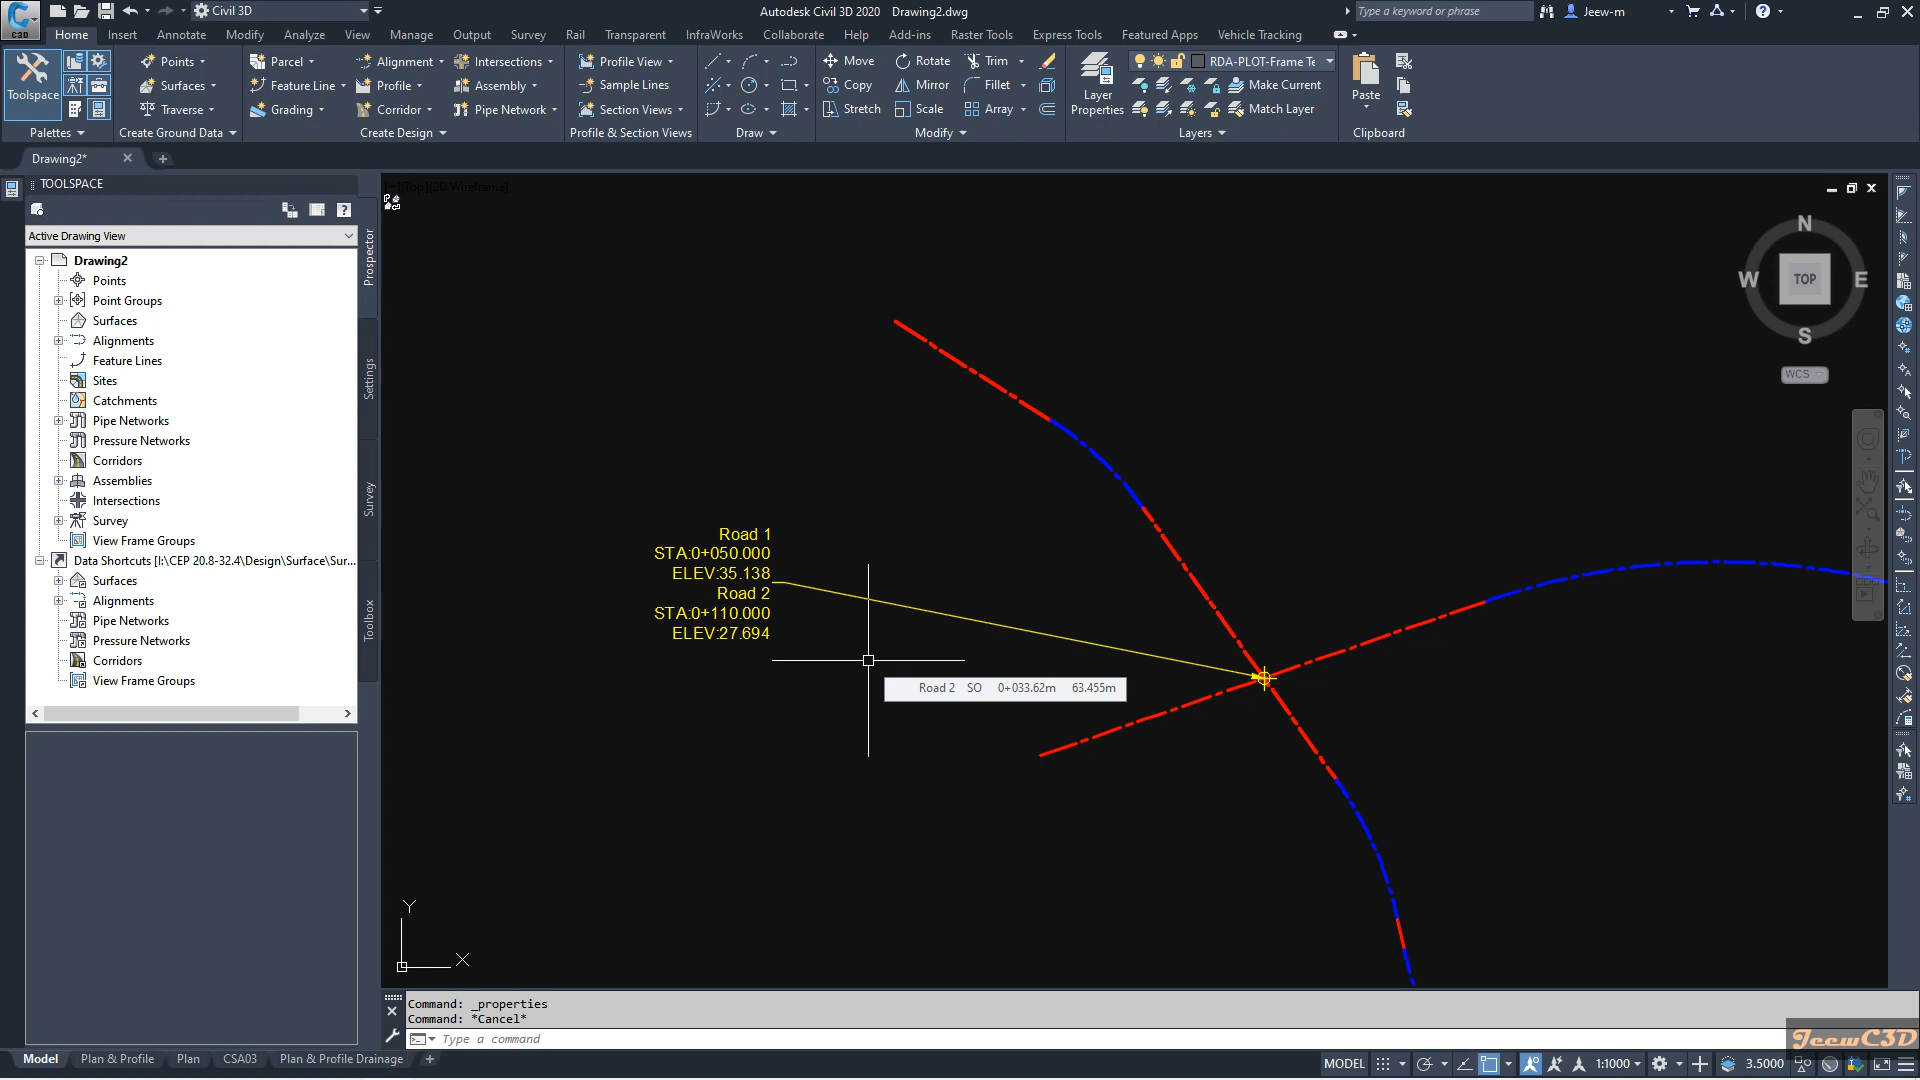 Civil 3D
Autodesk Civil 3D 2020 Drawing2.dwg
Type a keyword or phrase
Jeew-m
C3D
Home Insert Annotate Modify Analyze View Manage Output Survey Rail Transparent InfraWorks Collaborate Help Add-ins Raster Tools Express Tools Featured Apps Vehicle Tracking
Toolspace
Palettes
Points
Surfaces
Traverse
Create Ground Data
Parcel
Feature Line
Grading
Alignment
Profile
Corridor
Intersections
Assembly
Pipe Network
Create Design
Profile View
Sample Lines
Section Views
Profile & Section Views
Draw
Move
Copy
Stretch
Rotate
Mirror
Scale
Trim
Fillet
Array
Modify
Layer
Properties
RDA-PLOT-Frame Te
Make Current
Match Layer
Layers
Paste
Clipboard
Drawing2*
TOOLSPACE
Active Drawing View
Drawing2
Points
Point Groups
Surfaces
Alignments
Feature Lines
Sites
Catchments
Pipe Networks
Pressure Networks
Corridors
Assemblies
Intersections
Survey
View Frame Groups
Data Shortcuts [I:\CEP 20.8-32.4\Design\Surface\Sur...
Surfaces
Alignments
Pipe Networks
Pressure Networks
Corridors
View Frame Groups
Prospector
Settings
Survey
Toolbox
[−][Top][2D Wireframe]
N
W
TOP
E
S
WCS
Road 1
STA:0+050.000
ELEV:35.138
Road 2
STA:0+110.000
ELEV:27.694
Road 2 SO 0+033.62m 63.455m
Y
X
Command: _properties
Command: *Cancel*
Type a command
JeewC3D
Model Plan & Profile Plan CSA03 Plan & Profile Drainage
MODEL 1:1000 3.5000